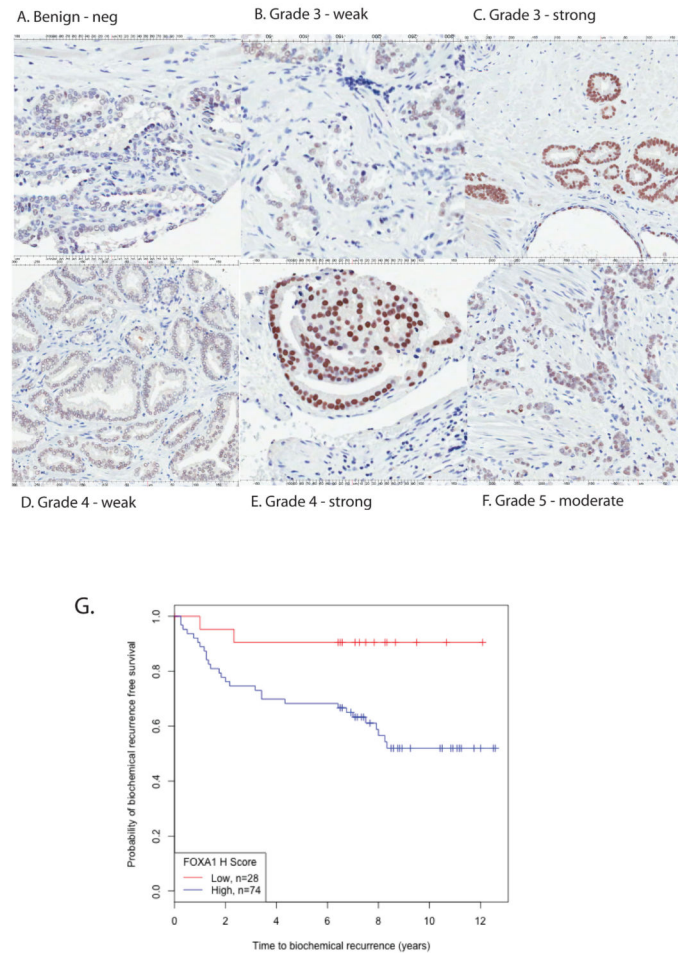 A. Benign - neg
B. Grade 3 - weak
C. Grade 3 - strong
D. Grade 4 - weak
E. Grade 4 - strong
F. Grade 5 - moderate
G.
Probability of biochemical recurrence free survival
1.0
0.8
0.6
0.4
0.2
0.0
FOXA1 H Score
Low, n=28
High, n=74
0 2 4 6 8 10 12
Time to biochemical recurrence (years)